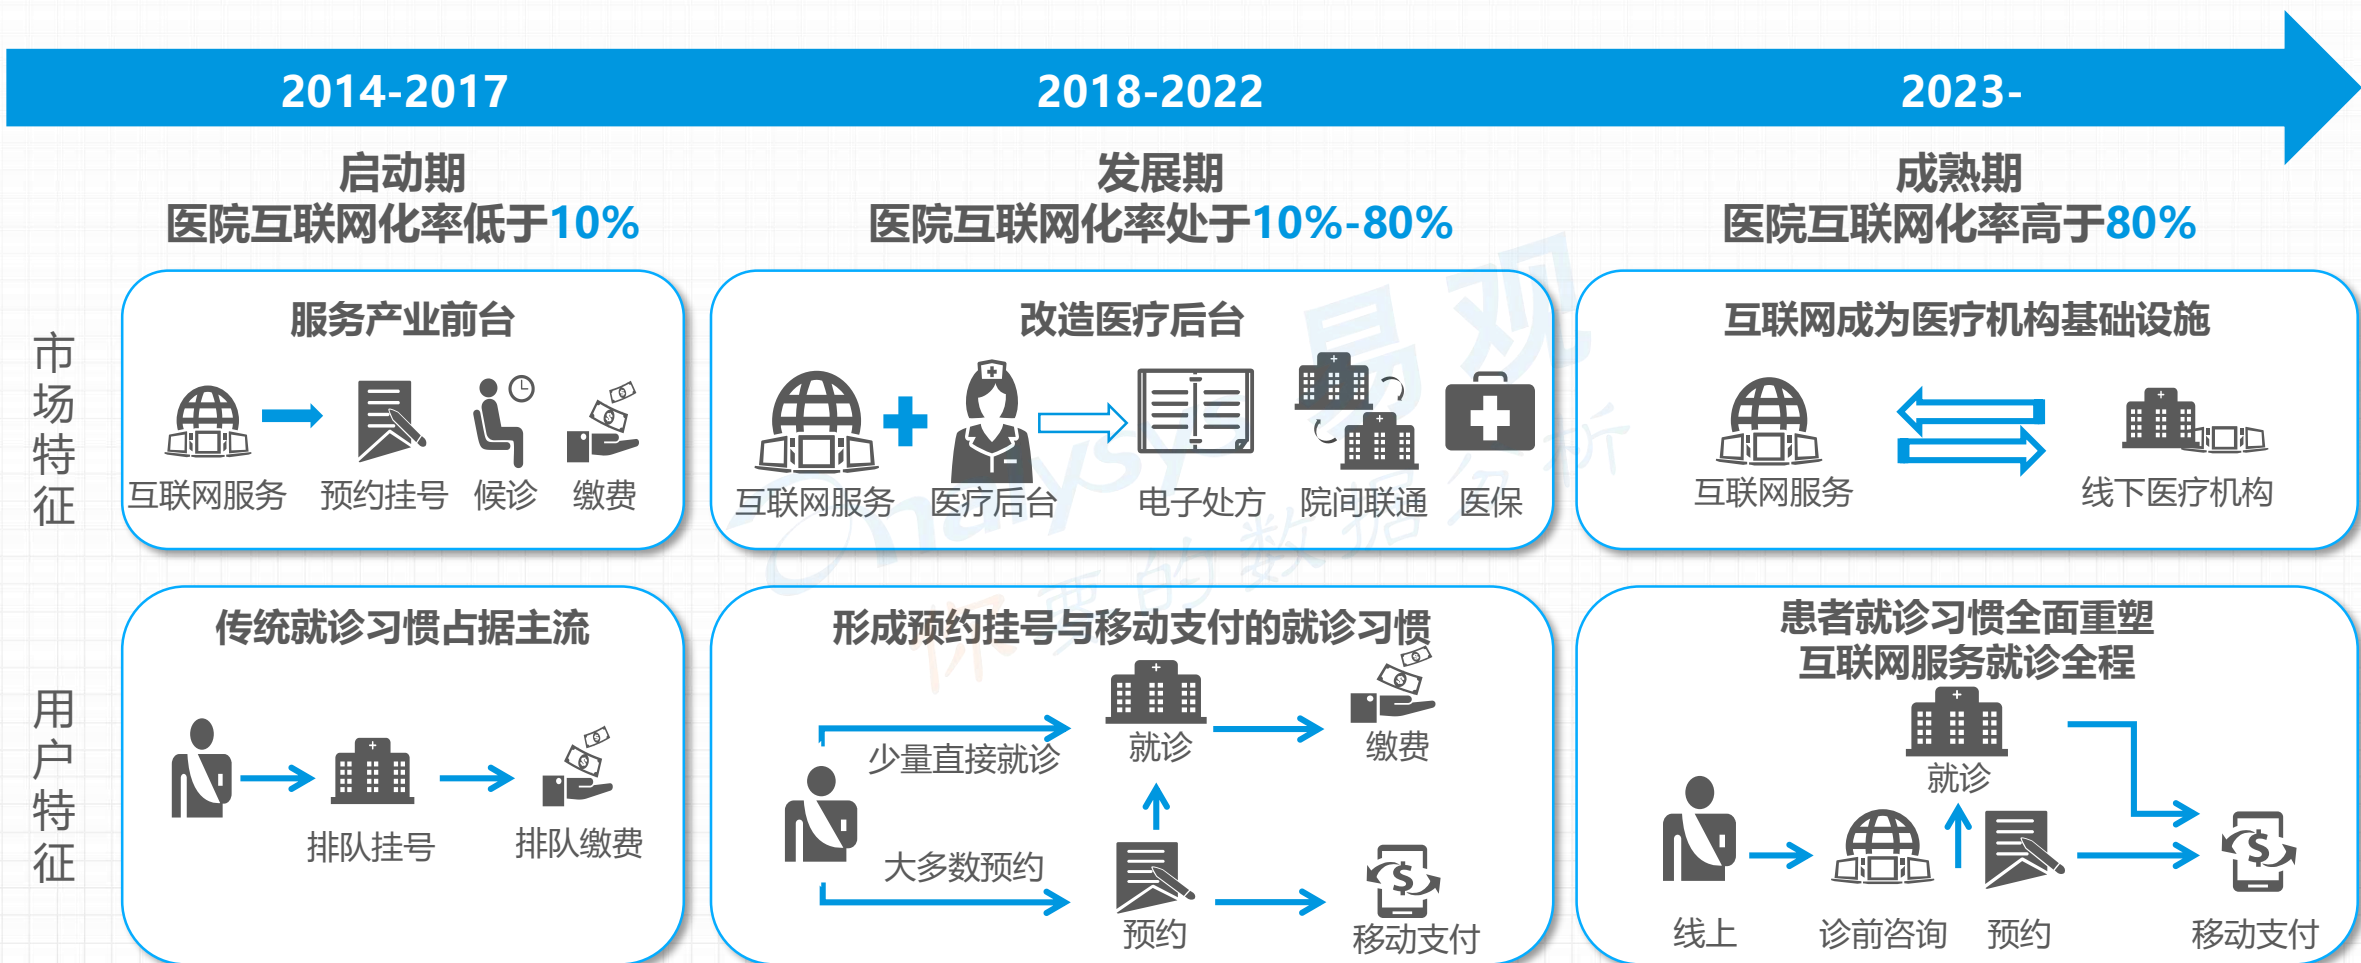 2014-2017
2018-2022
2023-
启动期
医院互联网化率低于10%
发展期
医院互联网化率处于10%-80%
成熟期
医院互联网化率高于80%
市场特征
服务产业前台
互联网服务
预约挂号
候诊
缴费
改造医疗后台
互联网服务
医疗后台
电子处方
院间联通
医保
互联网成为医疗机构基础设施
互联网服务
线下医疗机构
用户特征
传统就诊习惯占据主流
排队挂号
排队缴费
形成预约挂号与移动支付的就诊习惯
少量直接就诊
就诊
缴费
大多数预约
预约
移动支付
患者就诊习惯全面重塑
互联网服务就诊全程
就诊
线上
诊前咨询
预约
移动支付
analysys 易观
你要的数据分析